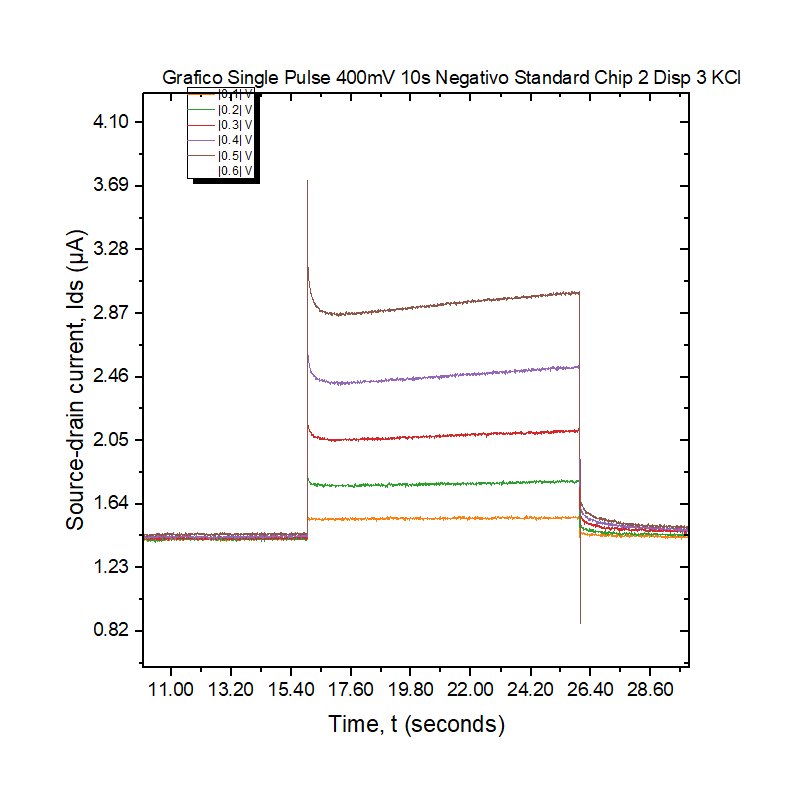 Grafico Single Pulse 400mV 10s Negativo Standard Chip 2 Disp 3 KCl
|0.1| V
|0.2| V
|0.3| V
|0.4| V
|0.5| V
|0.6| V
4.10
3.69
3.28
2.87
2.46
2.05
1.64
1.23
0.82
Source-drain current, Ids (μA)
11.00 13.20 15.40 17.60 19.80 22.00 24.20 26.40 28.60
Time, t (seconds)